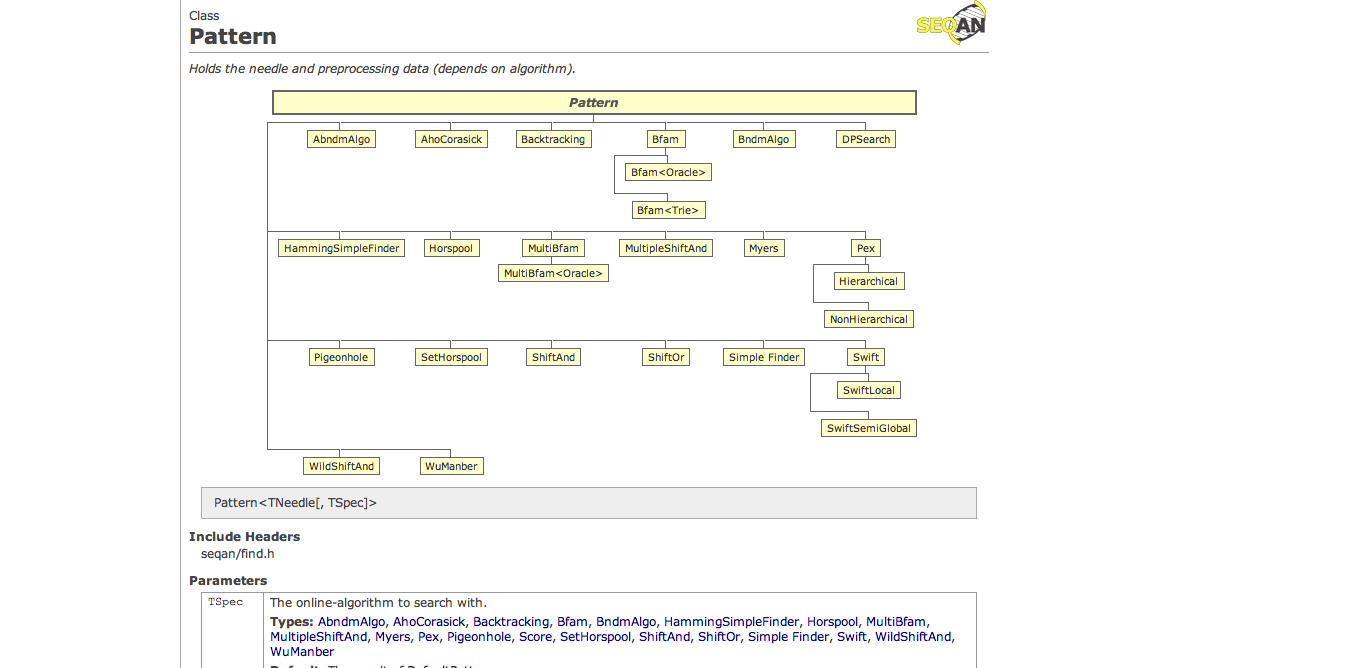 Class
SEQAN
Pattern
Holds the needle and preprocessing data (depends on algorithm).
Pattern
AbndmAlgo AhoCorasick Backtracking Bfam BndmAlgo DPSearch
Bfam<Oracle>
Bfam<Trie>
HammingSimpleFinder Horspool MultiBfam MultipleShiftAnd Myers Pex
MultiBfam<Oracle>
Hierarchical
NonHierarchical
Pigeonhole SetHorspool ShiftAnd ShiftOr Simple Finder Swift
SwiftLocal
SwiftSemiGlobal
WildShiftAnd WuManber
Pattern<TNeedle[, TSpec]>
Include Headers
seqan/find.h
Parameters
TSpec The online-algorithm to search with.
Types: AbndmAlgo, AhoCorasick, Backtracking, Bfam, BndmAlgo, HammingSimpleFinder, Horspool, MultiBfam,
MultipleShiftAnd, Myers, Pex, Pigeonhole, Score, SetHorspool, ShiftAnd, ShiftOr, Simple Finder, Swift, WildShiftAnd,
WuManber